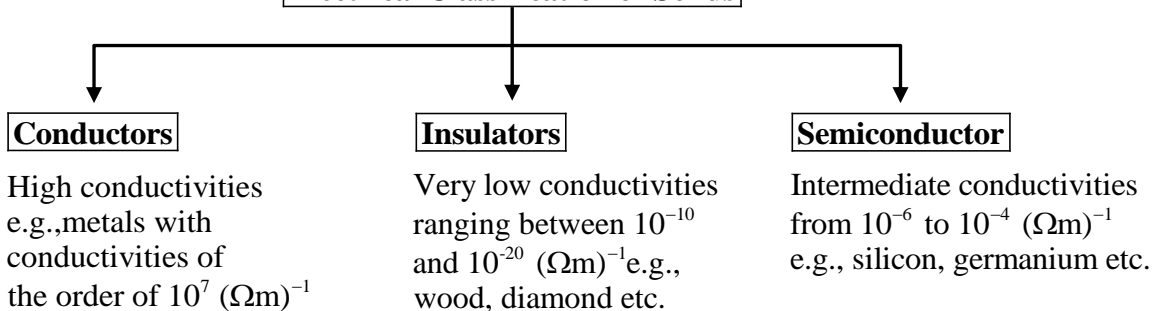 Conductors
High conductivities
e.g.,metals with
conductivities of
the order of 10⁷ (Ωm)⁻¹
Insulators
Very low conductivities
ranging between 10⁻¹⁰
and 10⁻²⁰ (Ωm)⁻¹e.g.,
wood, diamond etc.
Semiconductor
Intermediate conductivities
from 10⁻⁶ to 10⁻⁴ (Ωm)⁻¹
e.g., silicon, germanium etc.